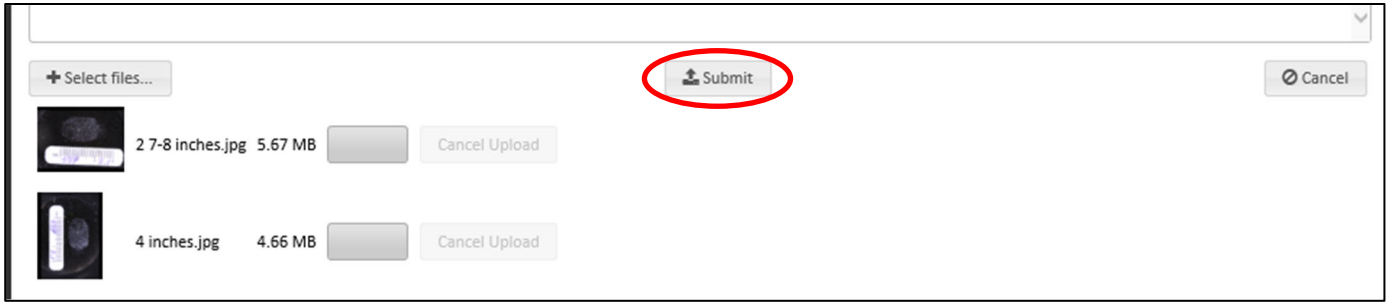 Select files... Submit Cancel
2 7-8 inches.jpg 5.67 MB Cancel Upload
4 inches.jpg 4.66 MB Cancel Upload